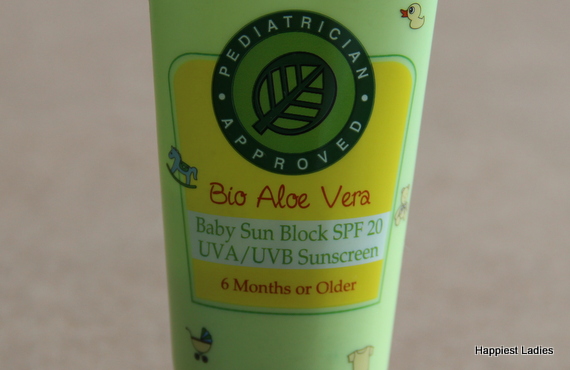 PEDIATRICIAN
APPROVED
Bio Aloe Vera
Baby Sun Block SPF 20
UVA/UVB Sunscreen
6 Months or Older
Happiest Ladies